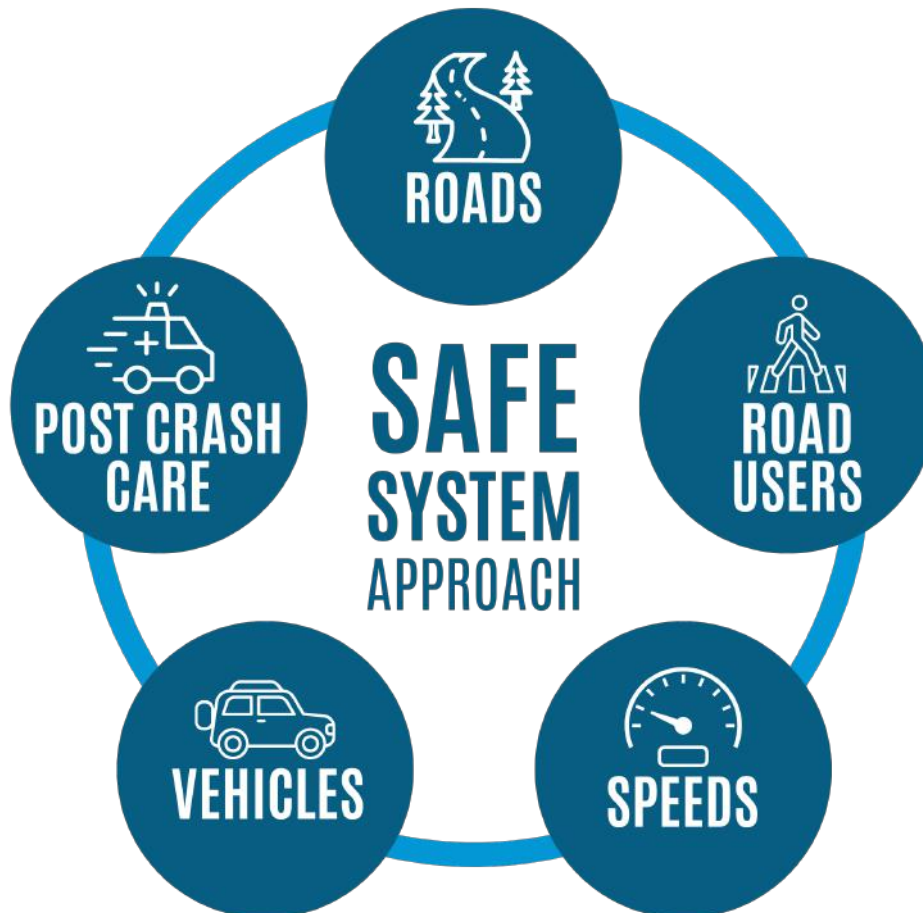 ROADS
POST CRASH
CARE
SAFE
SYSTEM
APPROACH
ROAD
USERS
VEHICLES
SPEEDS